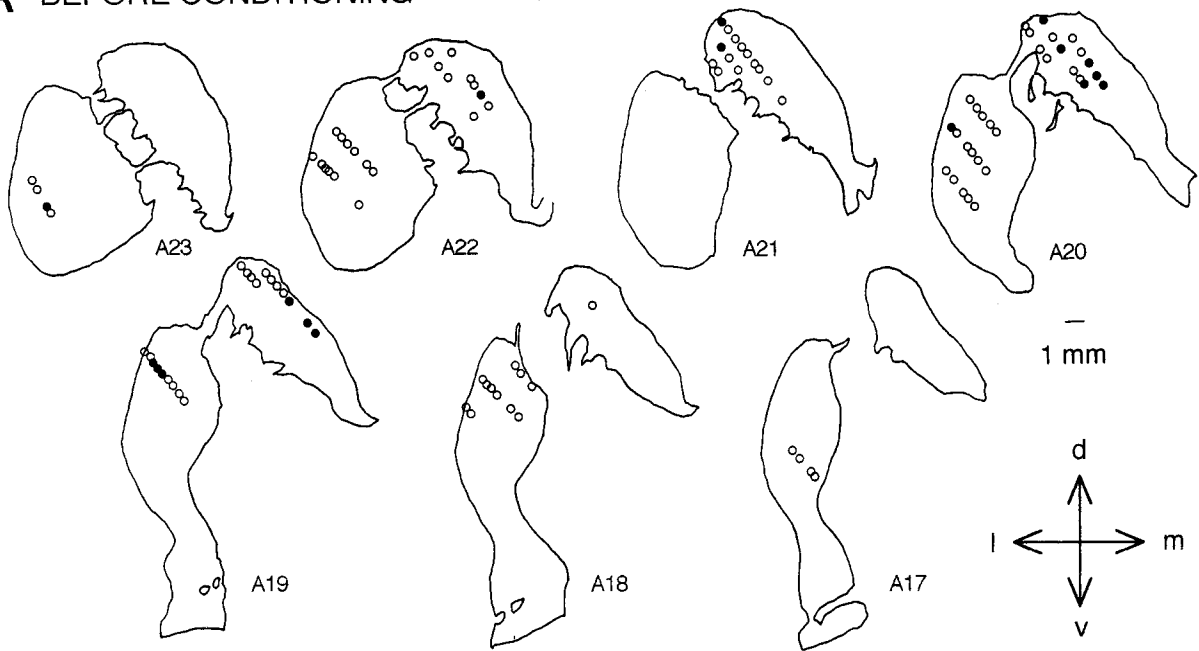 BEFORE CONDITIONING
A23
A22
A21
A20
1 mm
A19
A18
A17
d
l
m
v